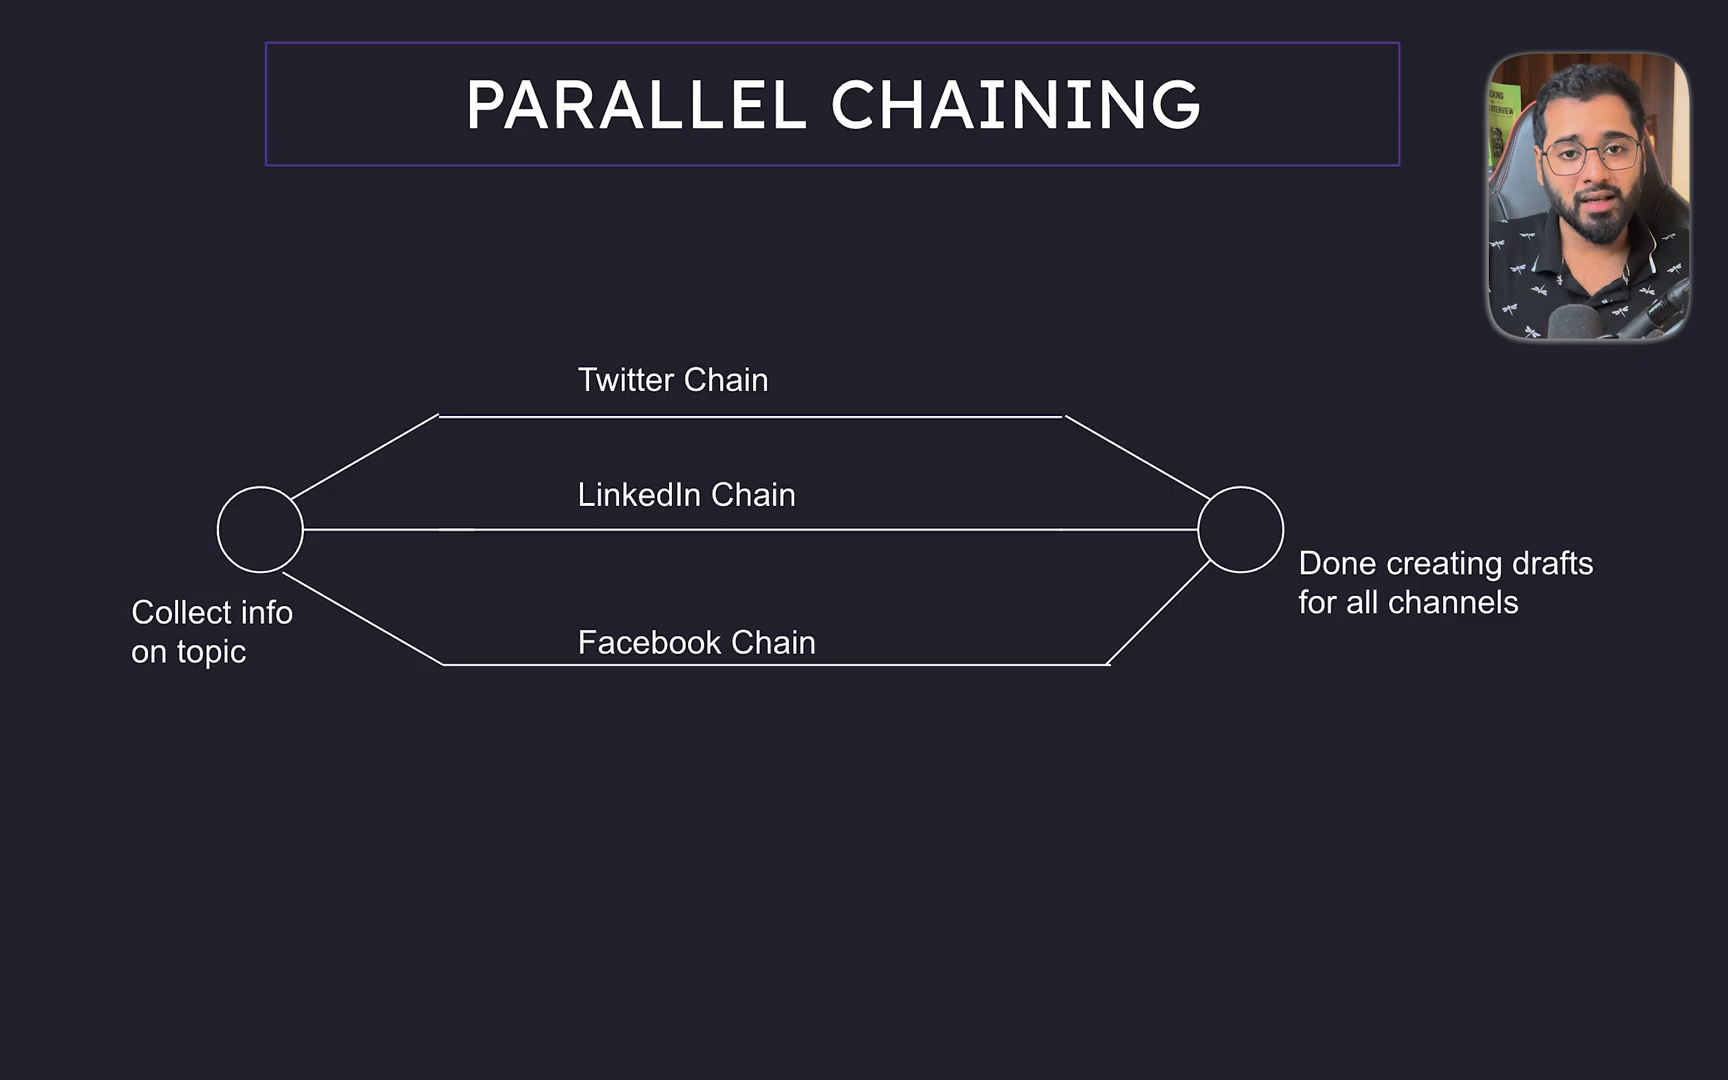 PARALLEL CHAINING
Twitter Chain
LinkedIn Chain
Collect info
on topic
Facebook Chain
Done creating drafts
for all channels